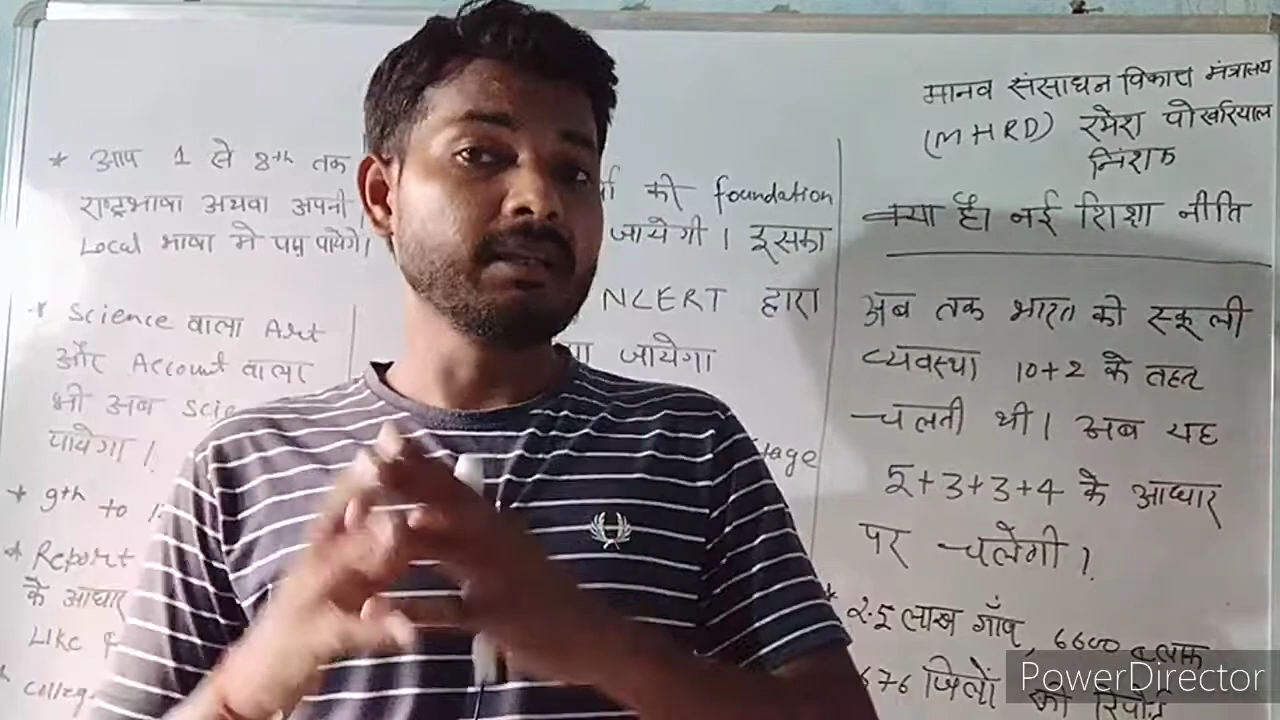 मानव संसाधन विकास मंत्रालय
(MHRD) रमेश पोखरियाल
निशंक
क्या है। नई शिक्षा नीति
अब तक भारत की स्कूली
व्यवस्था 10+2 के तहत
चलती थी। अब यह
5+3+3+4 के आधार
पर चलेगी।
* 2.5 लाख गाँव, 6600 ब्लाक
676 जिलों की रिपोर्ट
की foundation
जायेगी। इसका
NCERT द्वारा
जायेगा
* आप 1 से 8th तक
राष्ट्रभाषा अथवा अपनी
Local भाषा मे पढ़ पायेगे।
* Science वाला Art
और Account वाला
भी अब
पायेगा।
* 9th to
* Report
के आधार
Like
PowerDirector